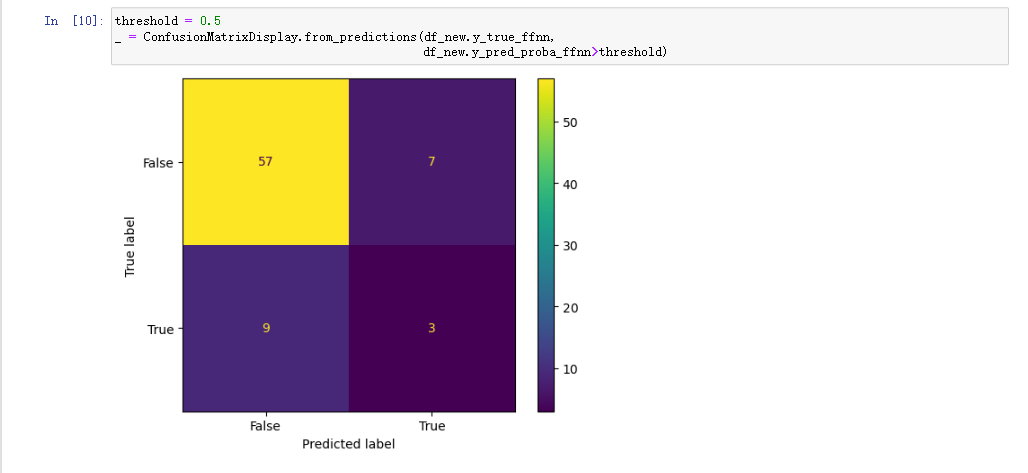 In [10]:
threshold = 0.5
_ = ConfusionMatrixDisplay.from_predictions(df_new.y_true_ffnn,
df_new.y_pred_proba_ffnn>threshold)
57
7
9
3
False
True
True label
False
True
Predicted label
50
40
30
20
10